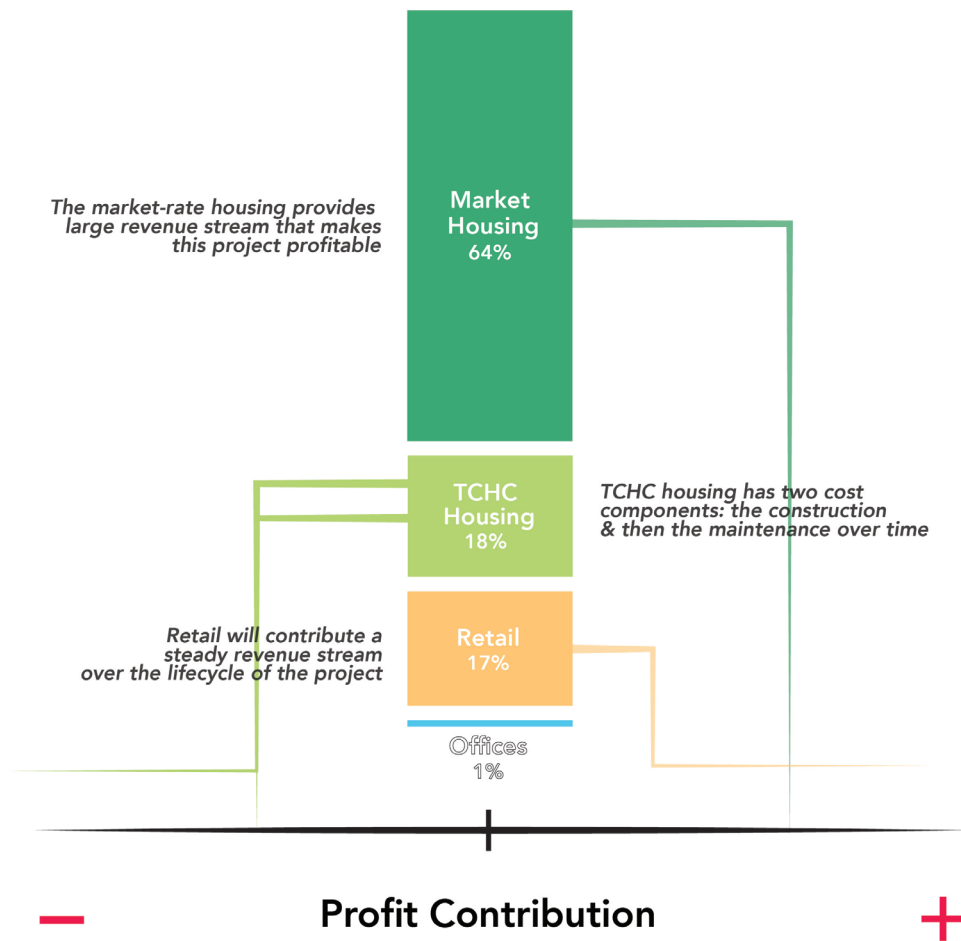 Market
Housing
64%
The market-rate housing provides
large revenue stream that makes
this project profitable
TCHC
Housing
18%
TCHC housing has two cost
components: the construction
& then the maintenance over time
Retail
17%
Retail will contribute a
steady revenue stream
over the lifecycle of the project
Offices
1%
− Profit Contribution +